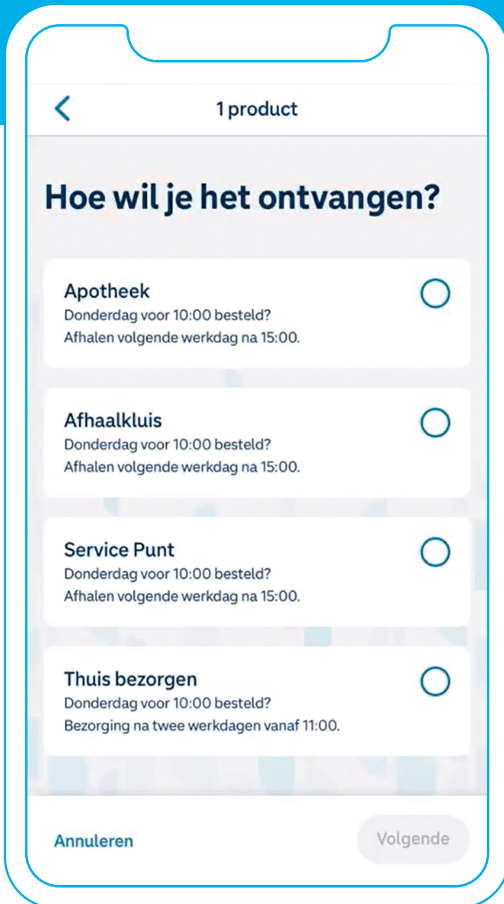 1 product
Hoe wil je het ontvangen?
Apotheek
Donderdag voor 10:00 besteld?
Afhalen volgende werkdag na 15:00.
Afhaalkluis
Donderdag voor 10:00 besteld?
Afhalen volgende werkdag na 15:00.
Service Punt
Donderdag voor 10:00 besteld?
Afhalen volgende werkdag na 15:00.
Thuis bezorgen
Donderdag voor 10:00 besteld?
Bezorging na twee werkdagen vanaf 11:00.
Annuleren
Volgende